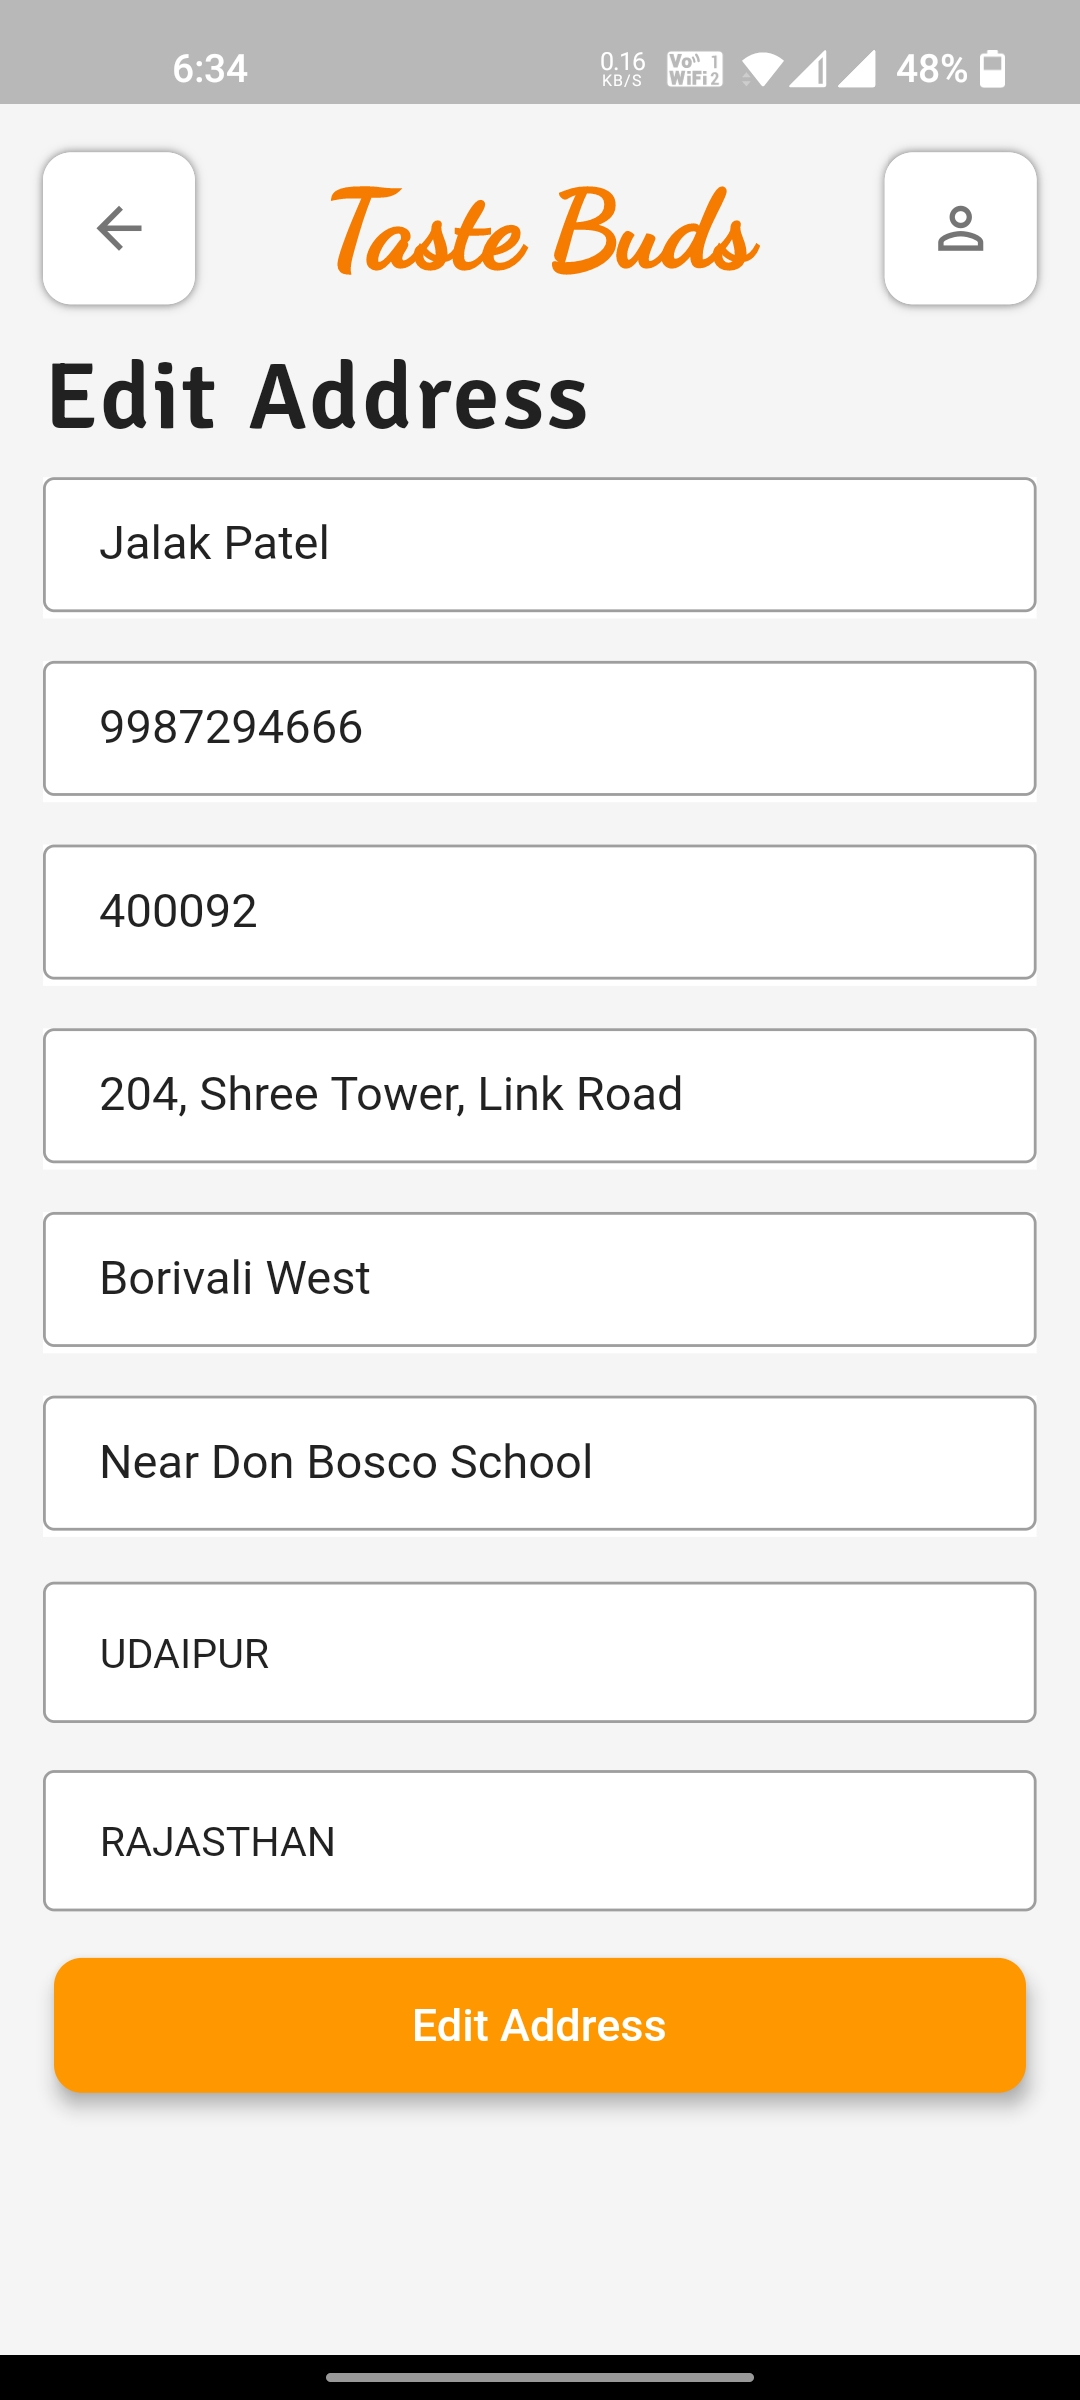 6:34
0.16
KB/S
Vo 1
WiFi 2
48%
Taste Buds
Edit Address
Jalak Patel
9987294666
400092
204, Shree Tower, Link Road
Borivali West
Near Don Bosco School
UDAIPUR
RAJASTHAN
Edit Address